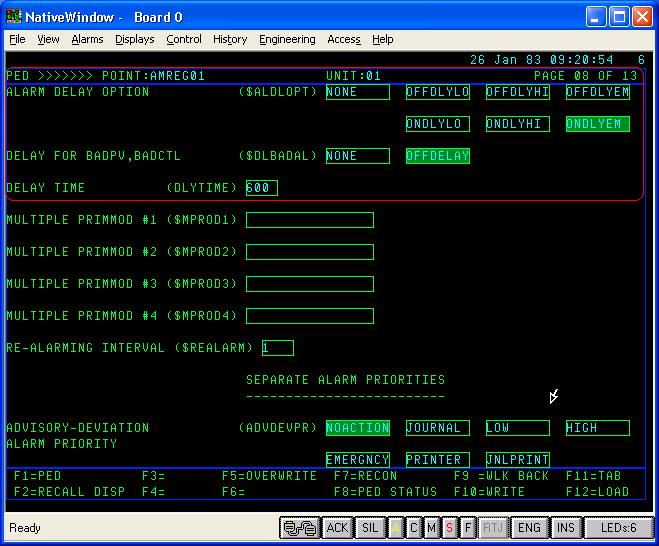 NativeWindow - Board 0
File View Alarms Displays Control History Engineering Access Help
26 Jan 83 09:20:54 6
PED >>>>>>> POINT:AMREG01 UNIT:01 PAGE 08 OF 13
ALARM DELAY OPTION ($ALDLOPT) NONE OFFDLYLO OFFDLYHI OFFDLYEM
ONDLYLO ONDLYHI ONDLYEM
DELAY FOR BADPV,BADCTL ($DLBADAL) NONE OFFDELAY
DELAY TIME (DLYTIME) 600
MULTIPLE PRIMMOD #1 ($MPROD1)
MULTIPLE PRIMMOD #2 ($MPROD2)
MULTIPLE PRIMMOD #3 ($MPROD3)
MULTIPLE PRIMMOD #4 ($MPROD4)
RE-ALARMING INTERVAL ($REALARM) 1
SEPARATE ALARM PRIORITIES
-------------------------
ADVISORY-DEVIATION (ADVDEVPR) NOACTION JOURNAL LOW HIGH
ALARM PRIORITY
EMERGNCY PRINTER JNLPRINT
F1=PED F3= F5=OVERWRITE F7=RECON F9 =WLK BACK F11=TAB
F2=RECALL DISP F4= F6= F8=PED STATUS F10=WRITE F12=LOAD
Ready ACK SIL A C M S F RTJ ENG INS LEDs:6